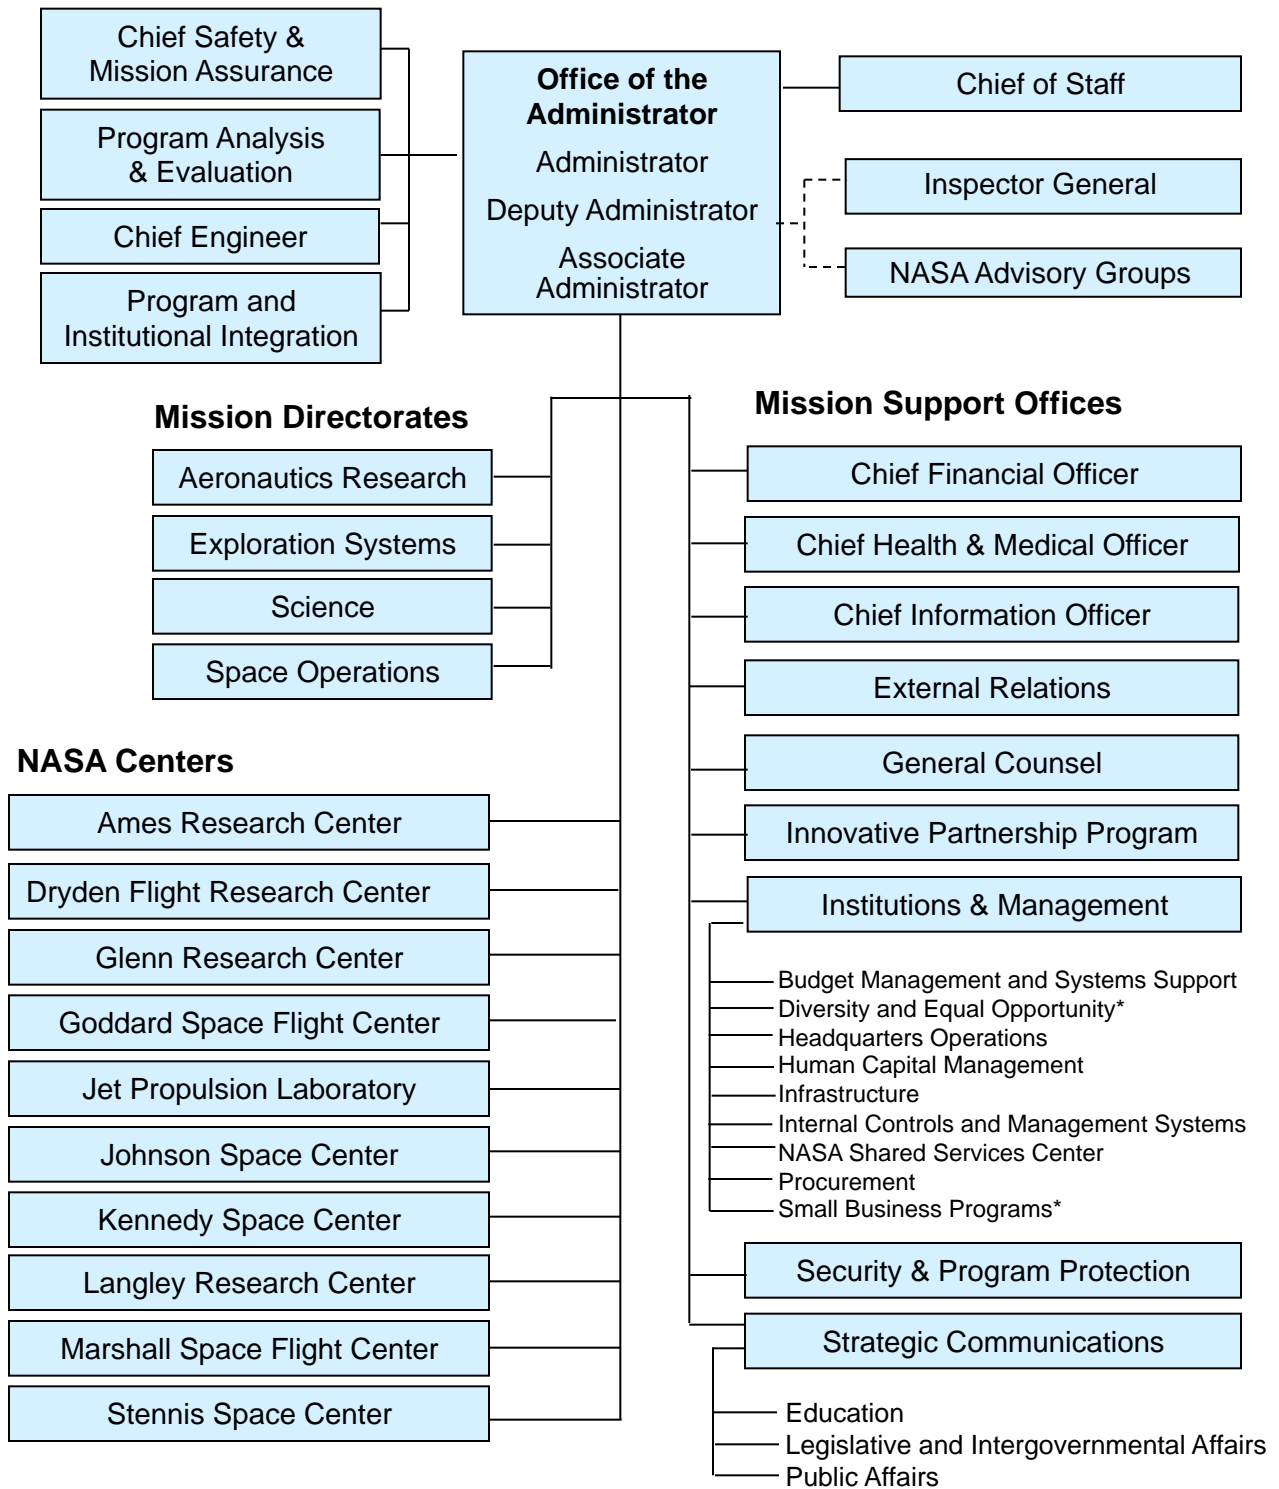 Chief Safety &
Mission Assurance
Program Analysis
& Evaluation
Chief Engineer
Program and
Institutional Integration
Office of the
Administrator
Administrator
Deputy Administrator
Associate
Administrator
Chief of Staff
Inspector General
NASA Advisory Groups
Mission Directorates
Aeronautics Research
Exploration Systems
Science
Space Operations
NASA Centers
Ames Research Center
Dryden Flight Research Center
Glenn Research Center
Goddard Space Flight Center
Jet Propulsion Laboratory
Johnson Space Center
Kennedy Space Center
Langley Research Center
Marshall Space Flight Center
Stennis Space Center
Mission Support Offices
Chief Financial Officer
Chief Health & Medical Officer
Chief Information Officer
External Relations
General Counsel
Innovative Partnership Program
Institutions & Management
Budget Management and Systems Support
Diversity and Equal Opportunity*
Headquarters Operations
Human Capital Management
Infrastructure
Internal Controls and Management Systems
NASA Shared Services Center
Procurement
Small Business Programs*
Security & Program Protection
Strategic Communications
Education
Legislative and Intergovernmental Affairs
Public Affairs